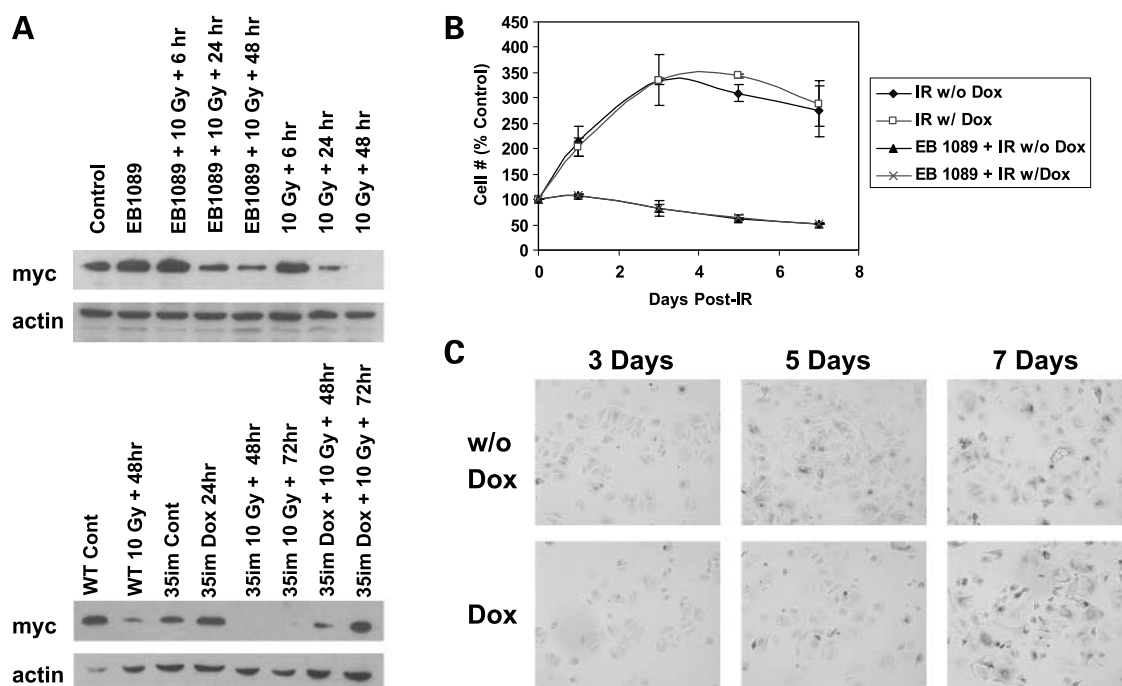 A
Control
EB1089
EB1089 + 10 Gy + 6 hr
EB1089 + 10 Gy + 24 hr
EB1089 + 10 Gy + 48 hr
10 Gy + 6 hr
10 Gy + 24 hr
10 Gy + 48 hr
myc
actin
WT Cont
WT 10 Gy + 48hr
35im Cont
35im Dox 24hr
35im 10 Gy + 48hr
35im 10 Gy + 72hr
35im Dox + 10 Gy + 48hr
35im Dox + 10 Gy + 72hr
myc
actin
B
Cell # (% Control)
450
400
350
300
250
200
150
100
50
0
0
2
4
6
8
Days Post-IR
IR w/o Dox
IR w/ Dox
EB 1089 + IR w/o Dox
EB 1089 + IR w/Dox
C
3 Days
5 Days
7 Days
w/o
Dox
Dox